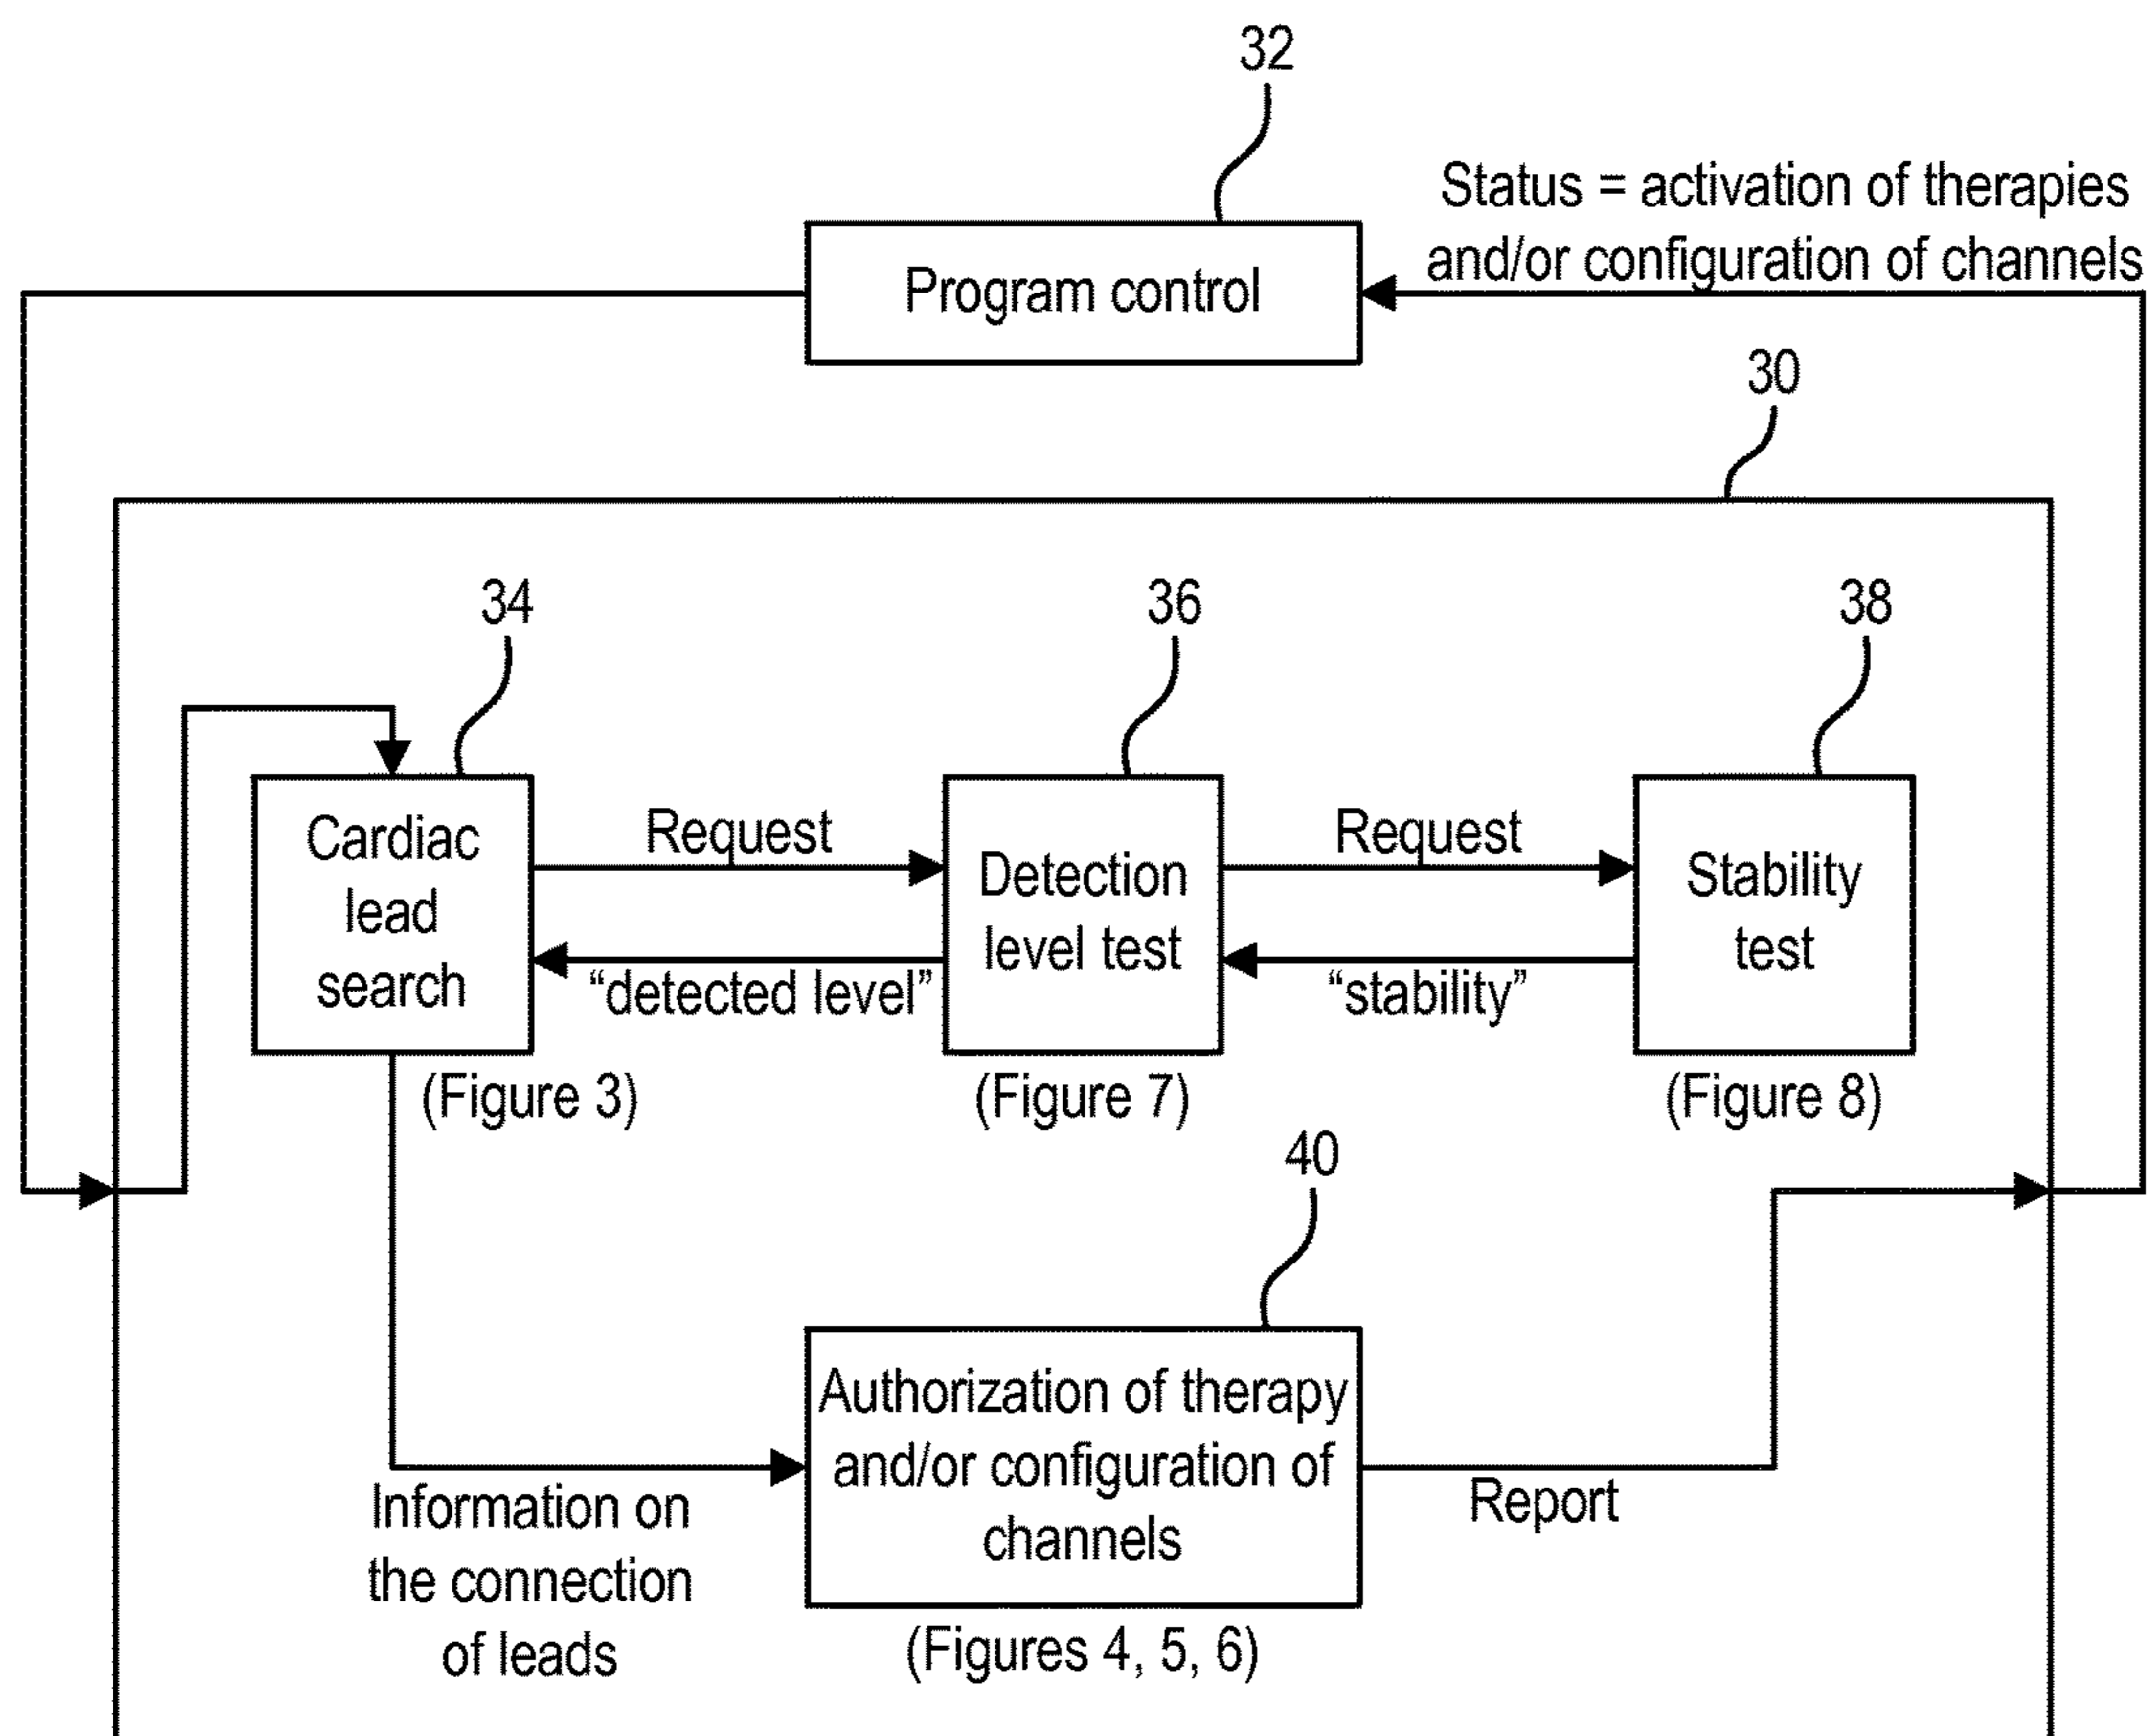 32
Status = activation of therapies
and/or configuration of channels
Program control
30
34
36
38
Cardiac
lead
search
Request
Detection
level test
Request
Stability
test
“detected level”
“stability”
(Figure 3)
(Figure 7)
(Figure 8)
40
Authorization of therapy
and/or configuration of
channels
Information on
the connection
of leads
Report
(Figures 4, 5, 6)